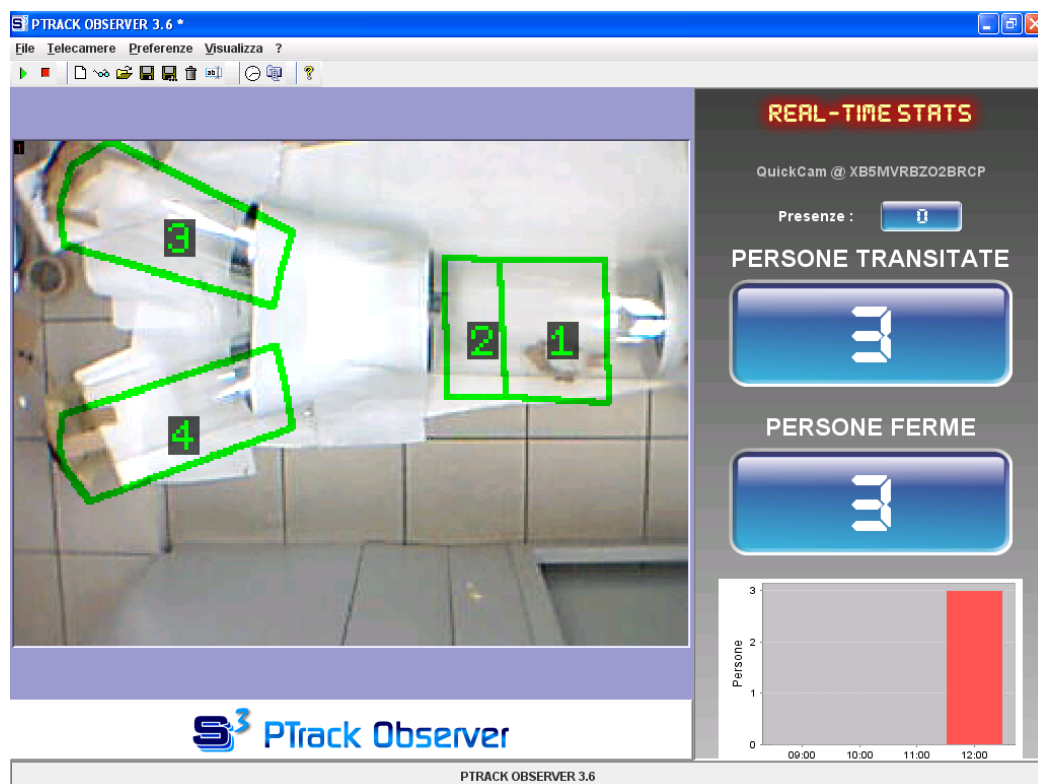 PTRACK OBSERVER 3.6 *
File Telecamere Preferenze Visualizza ?
1
3
2
1
4
REAL-TIME STATS
QuickCam @ XB5MVRBZO2BRCP
Presenze : 0
PERSONE TRANSITATE
3
PERSONE FERME
3
Persone
3
2
1
0
09:00 10:00 11:00 12:00
S3 PTrack Observer
PTRACK OBSERVER 3.6